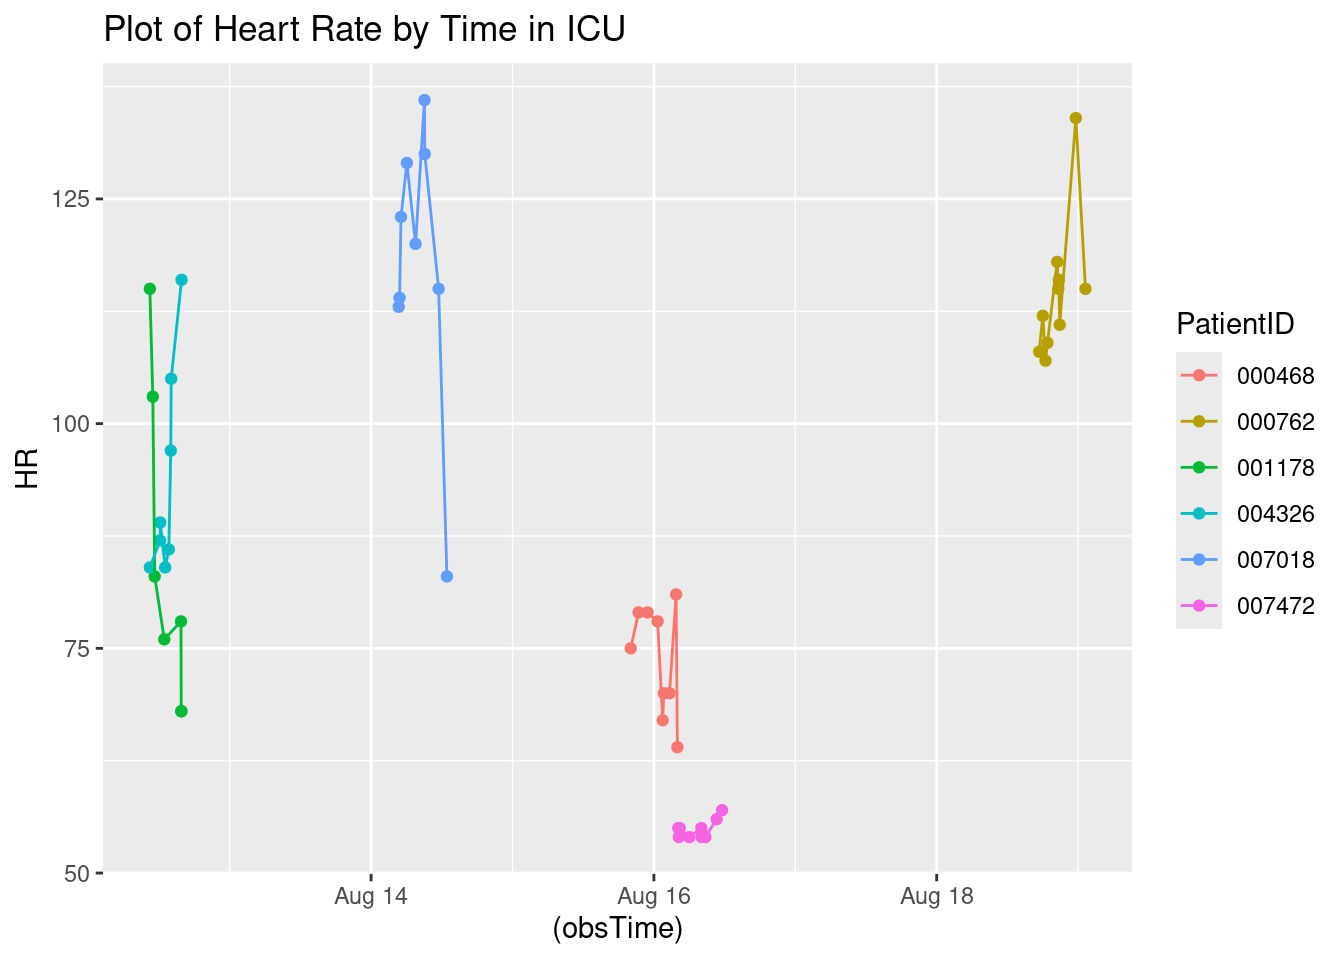 Plot of Heart Rate by Time in ICU
125
100
75
50
HR
Aug 14
Aug 16
Aug 18
(obsTime)
PatientID
000468
000762
001178
004326
007018
007472